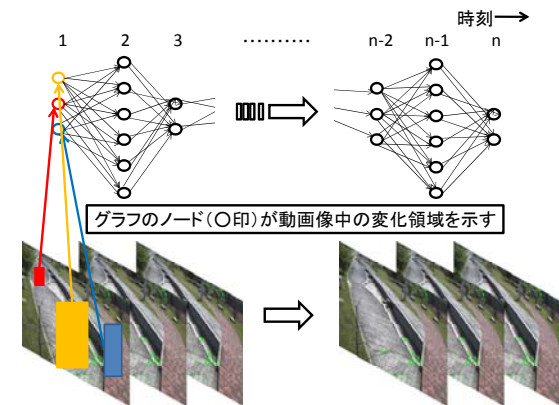 時刻
1 2 3 ……… n-2 n-1 n
グラフのノード(○印)が動画像中の変化領域を示す